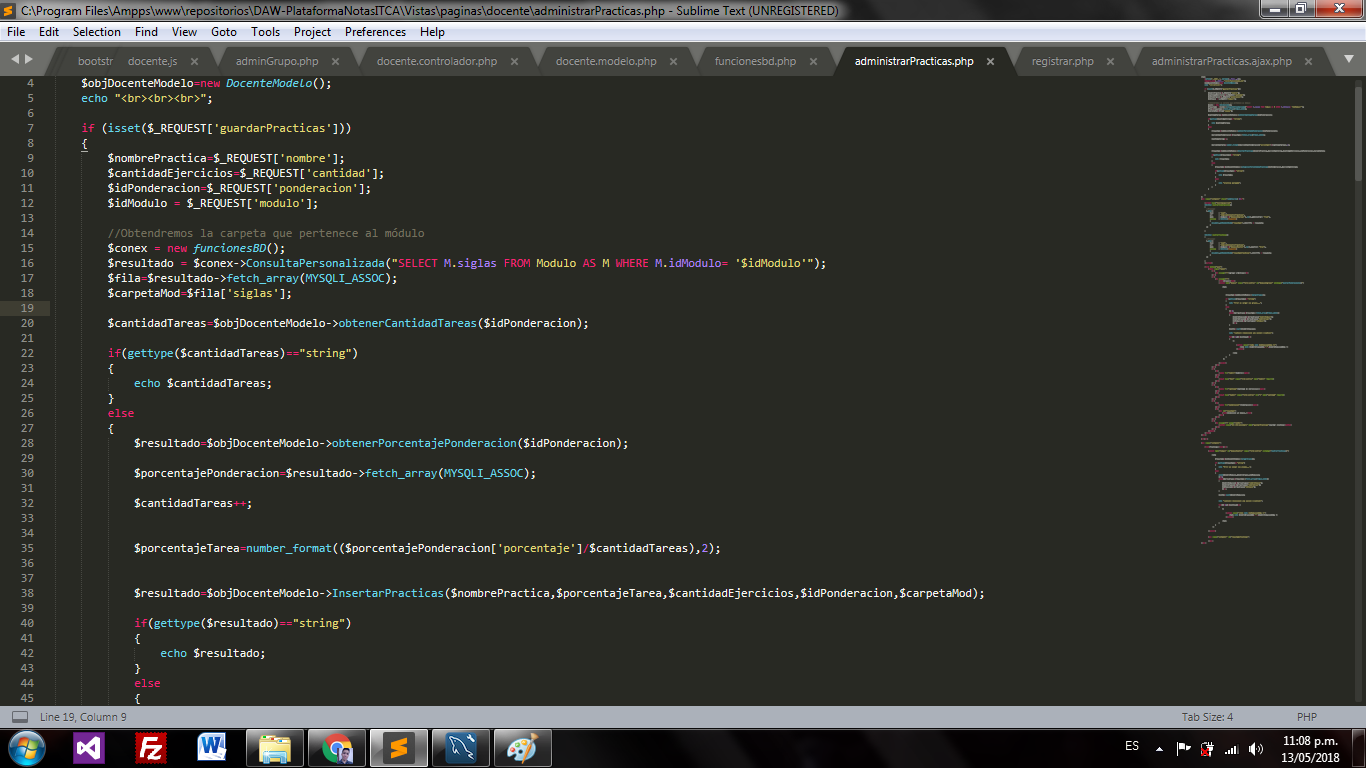 C:\Program Files\Ampps\www\repositorios\DAW-PlataformaNotasITCA\Vistas\paginas\docente\administrarPracticas.php - Sublime Text (UNREGISTERED)
File Edit Selection Find View Goto Tools Project Preferences Help
bootstr docente.js adminGrupo.php docente.controlador.php docente.modelo.php funcionesbd.php administrarPracticas.php registrar.php administrarPracticas.ajax.php
4 $objDocenteModelo=new DocenteModelo();
5 echo "<br><br><br>";
6
7 if (isset($_REQUEST['guardarPracticas']))
8 {
9 $nombrePractica=$_REQUEST['nombre'];
10 $cantidadEjercicios=$_REQUEST['cantidad'];
11 $idPonderacion=$_REQUEST['ponderacion'];
12 $idModulo = $_REQUEST['modulo'];
13
14 //Obtendremos la carpeta que pertenece al módulo
15 $conex = new funcionesBD();
16 $resultado = $conex->ConsultaPersonalizada("SELECT M.siglas FROM Modulo AS M WHERE M.idModulo= '$idModulo'");
17 $fila=$resultado->fetch_array(MYSQLI_ASSOC);
18 $carpetaMod=$fila['siglas'];
19
20 $cantidadTareas=$objDocenteModelo->obtenerCantidadTareas($idPonderacion);
21
22 if(gettype($cantidadTareas)=="string")
23 {
24 echo $cantidadTareas;
25 }
26 else
27 {
28 $resultado=$objDocenteModelo->obtenerPorcentajePonderacion($idPonderacion);
29
30 $porcentajePonderacion=$resultado->fetch_array(MYSQLI_ASSOC);
31
32 $cantidadTareas++;
33
34
35 $porcentajeTarea=number_format(($porcentajePonderacion['porcentaje']/$cantidadTareas),2);
36
37
38 $resultado=$objDocenteModelo->InsertarPracticas($nombrePractica,$porcentajeTarea,$cantidadEjercicios,$idPonderacion,$carpetaMod);
39
40 if(gettype($resultado)=="string")
41 {
42 echo $resultado;
43 }
44 else
45 {
Line 19, Column 9 Tab Size: 4 PHP
ES 11:08 p.m.
13/05/2018